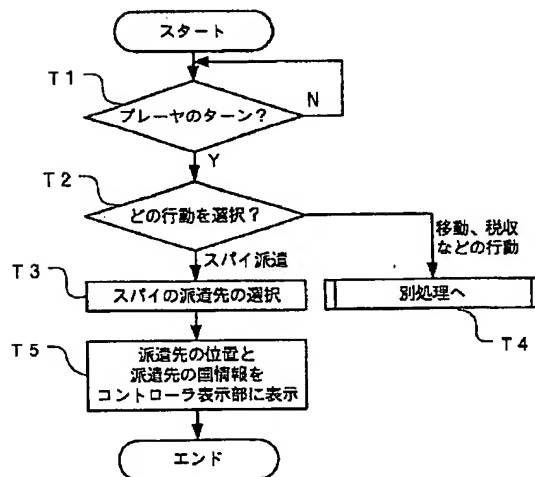 スタート
T1
プレーヤのターン?
N
Y
T2
どの行動を選択?
移動、税収
などの行動
スパイ派遣
T3
スパイの派遣先の選択
別処理へ
T4
T5
派遣先の位置と
派遣先の国情報を
コントローラ表示部に表示
エンド